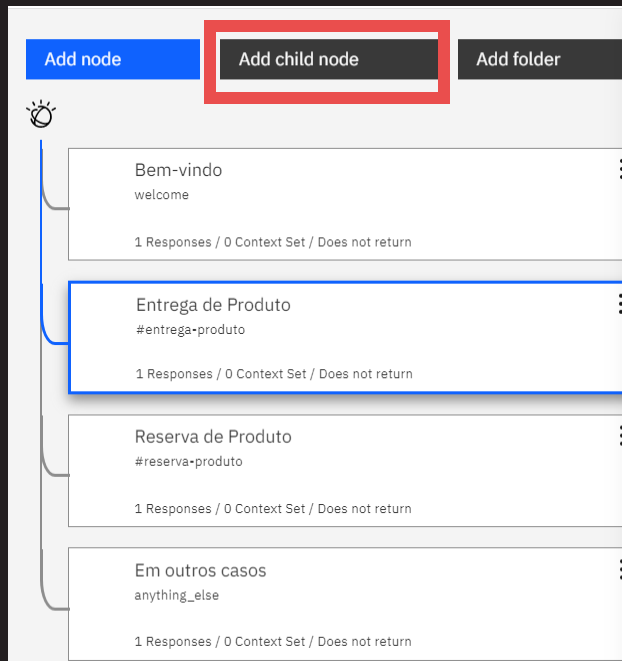 Add node
Add child node
Add folder
Bem-vindo
welcome
1 Responses / 0 Context Set / Does not return
Entrega de Produto
#entrega-produto
1 Responses / 0 Context Set / Does not return
Reserva de Produto
#reserva-produto
1 Responses / 0 Context Set / Does not return
Em outros casos
anything_else
1 Responses / 0 Context Set / Does not return